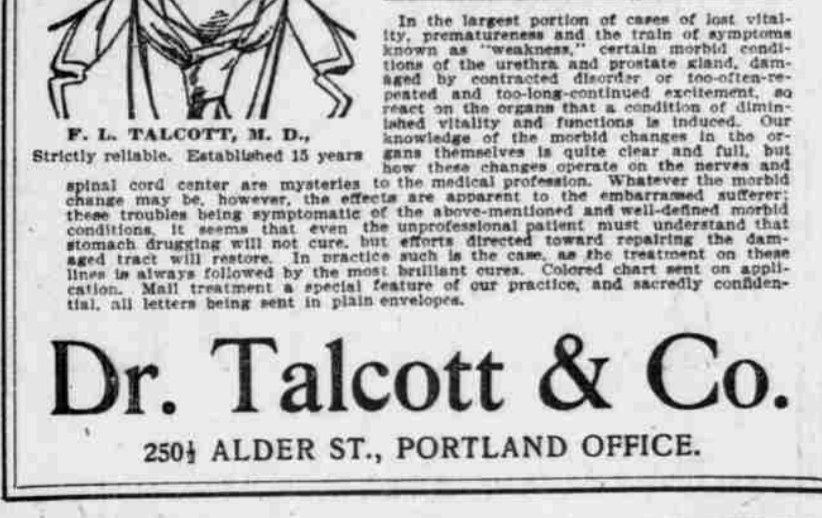 In the largest portion of cases of lost vital-
ity, prematureness and the train of symptoms
known as "weakness," certain morbid condi-
tions of the urethra and prostate gland, dam-
aged by contracted disorder or too-often-re-
peated and too-long-continued excitement, so
react on the organs that a condition of dimin-
ished vitality and functions is induced. Our
knowledge of the morbid changes in the or-
gans themselves is quite clear and full, but
how these changes operate on the nerves and
F. L. TALCOTT, M. D.,
Strictly reliable. Established 15 years
spinal cord center are mysteries to the medical profession. Whatever the morbid
change may be, however, the effects are apparent to the embarrassed sufferer;
these troubles being symptomatic of the above-mentioned and well-defined morbid
conditions, it seems that even the unprofessional patient must understand that
stomach drugging will not cure, but efforts directed toward repairing the dam-
aged tract will restore. In practice such is the case, as the treatment on these
lines is always followed by the most brilliant cures. Colored chart sent on appli-
cation. Mail treatment a special feature of our practice, and sacredly confiden-
tial, all letters being sent in plain envelopes.
Dr. Talcott & Co.
250½ ALDER ST., PORTLAND OFFICE.